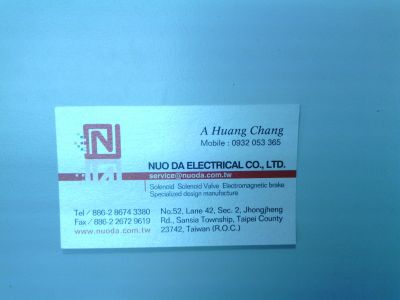 N
A Huang Chang
Mobile : 0932 053 365
NUO DA ELECTRICAL CO., LTD.
service@nuoda.com.tw
Solenoid Solenoid Valve Electromagnetic brake
Specialized design manufacture
Tel / 886-2 8674 3380
Fax / 886-2 2672 9619
www.nuoda.com.tw
No.52, Lane 42, Sec. 2, Jhongjheng
Rd., Sansia Township, Taipei County
23742, Taiwan (R.O.C.)